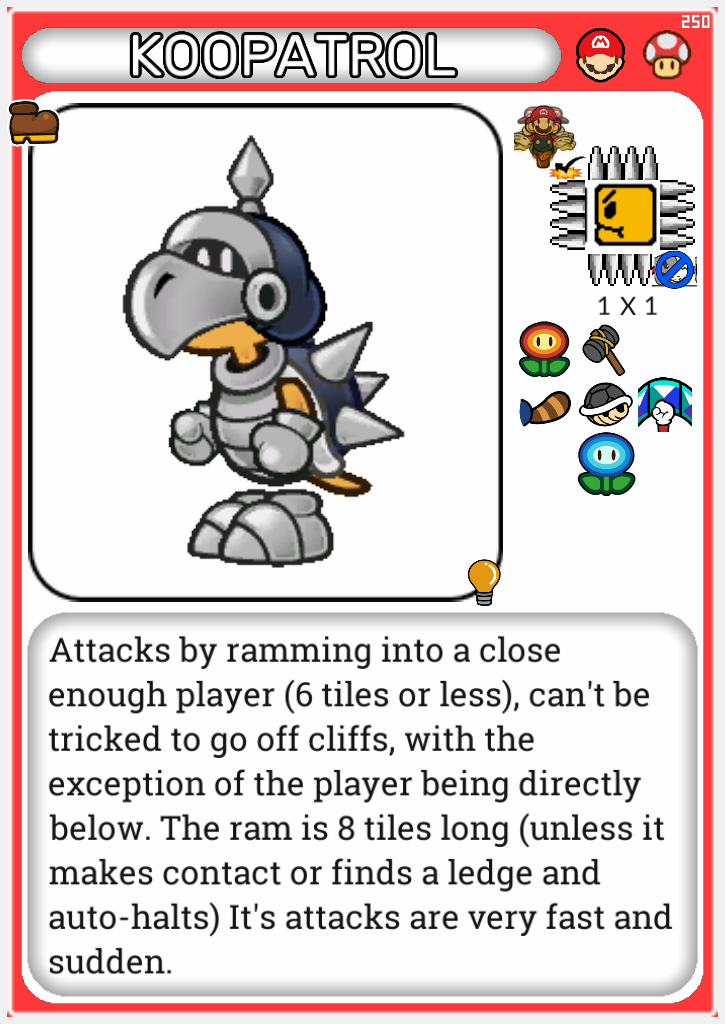 250
KOOPATROL
1 X 1
Attacks by ramming into a close
enough player (6 tiles or less), can't be
tricked to go off cliffs, with the
exception of the player being directly
below. The ram is 8 tiles long (unless it
makes contact or finds a ledge and
auto-halts) It's attacks are very fast and
sudden.